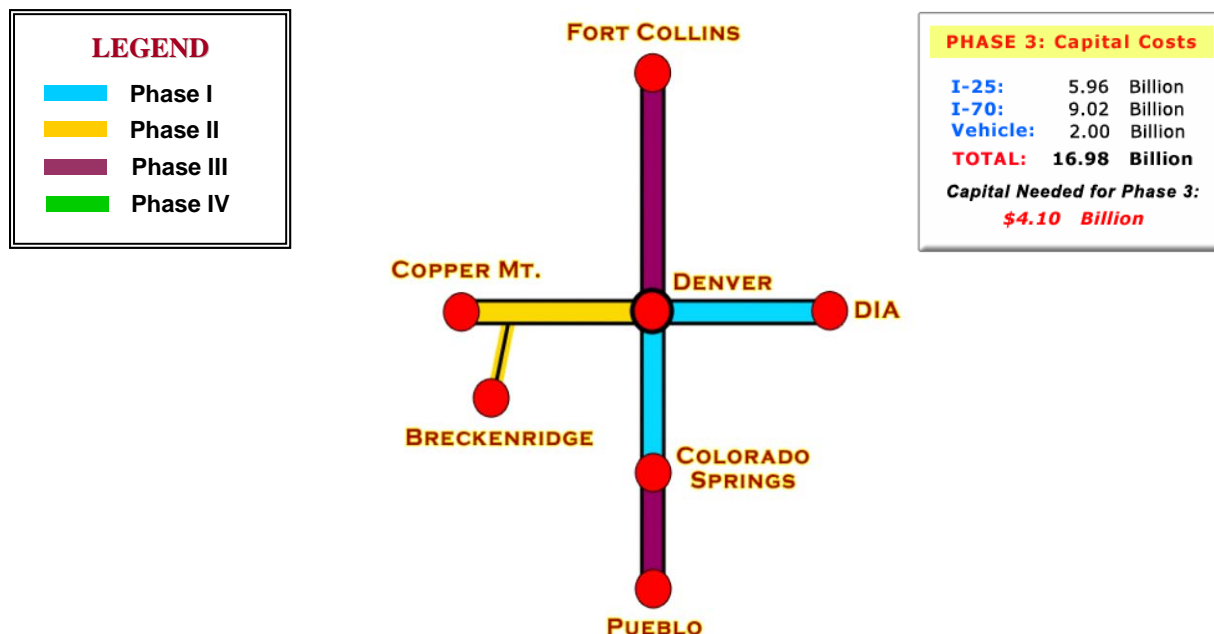 LEGEND
Phase I
Phase II
Phase III
Phase IV
FORT COLLINS
PHASE 3: Capital Costs
I-25: 5.96 Billion
I-70: 9.02 Billion
Vehicle: 2.00 Billion
TOTAL: 16.98 Billion
Capital Needed for Phase 3:
$4.10 Billion
COPPER MT.
DENVER
DIA
BRECKENRIDGE
COLORADO
SPRINGS
PUEBLO